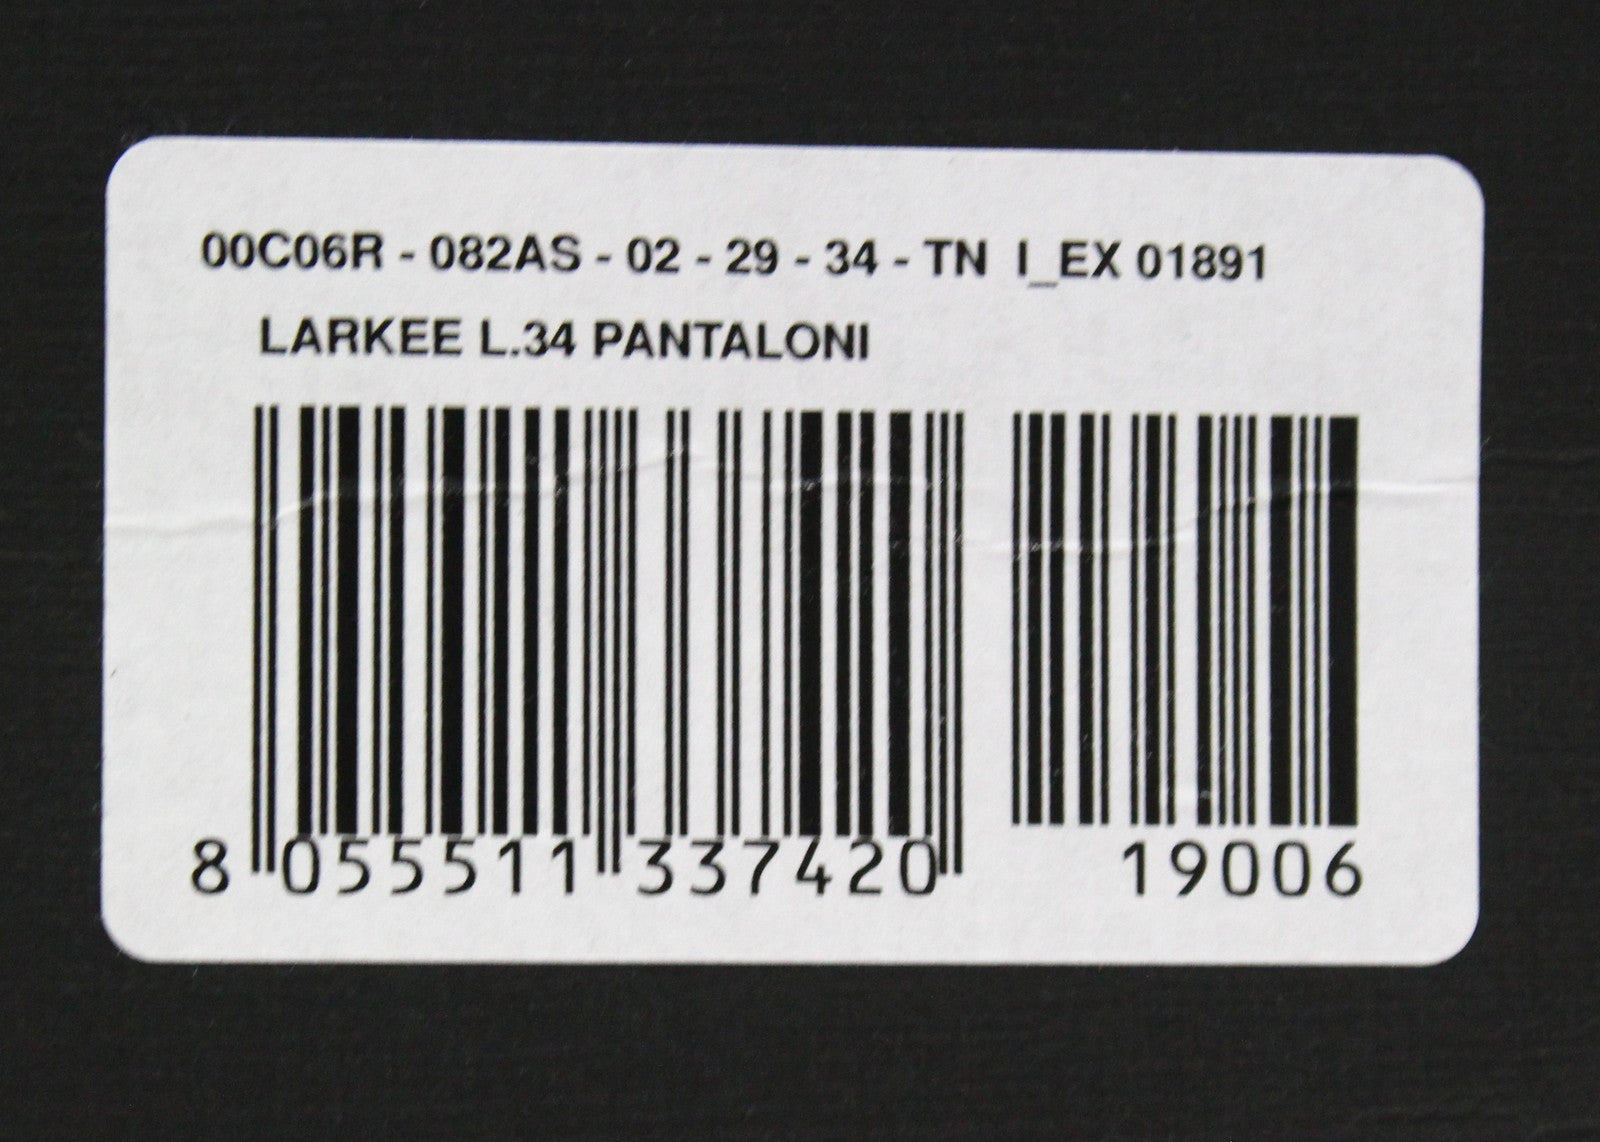 00C06R - 082AS - 02 - 29 - 34 - TN I_EX 01891
LARKEE L.34 PANTALONI
8 055511 337420 19006